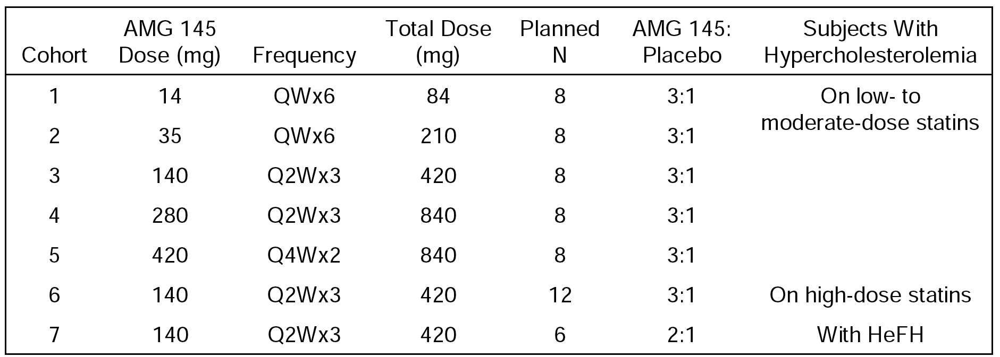 Cohort AMG 145 Dose (mg) Frequency Total Dose (mg) Planned N AMG 145: Placebo Subjects With Hypercholesterolemia
1 14 QWx6 84 8 3:1 On low- to moderate-dose statins
2 35 QWx6 210 8 3:1
3 140 Q2Wx3 420 8 3:1
4 280 Q2Wx3 840 8 3:1
5 420 Q4Wx2 840 8 3:1
6 140 Q2Wx3 420 12 3:1 On high-dose statins
7 140 Q2Wx3 420 6 2:1 With HeFH